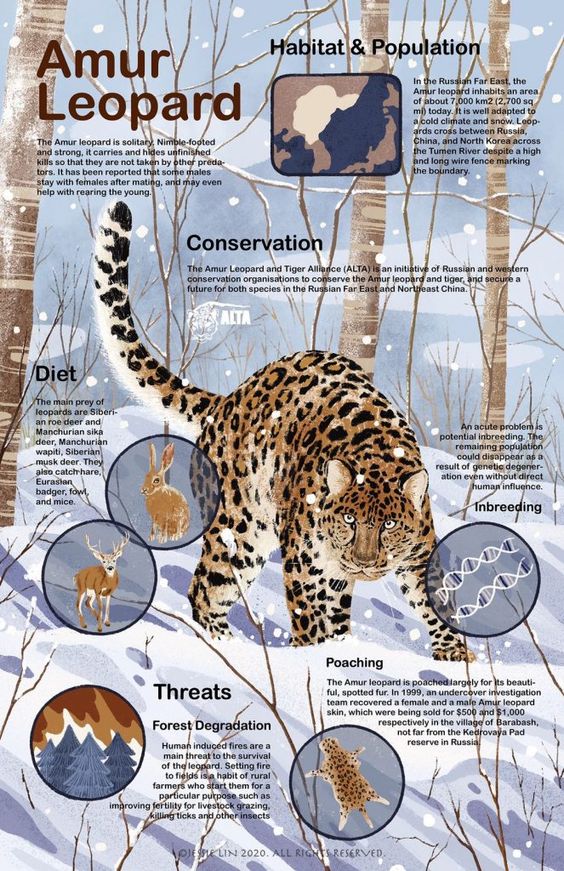 Amur
Leopard
The Amur leopard is solitary. Nimble-footed
and strong, it carries and hides unfinished
kills so that they are not taken by other preda-
tors. It has been reported that some males
stay with females after mating, and may even
help with rearing the young.
Habitat & Population
In the Russian Far East, the
Amur leopard inhabits an area
of about 7,000 km2 (2,700 sq
mi) today. It is well adapted to
a cold climate and snow. Leop-
ards cross between Russia,
China, and North Korea across
the Tumen River despite a high
and long wire fence marking
the boundary.
Conservation
The Amur Leopard and Tiger Alliance (ALTA) is an initiative of Russian and western
conservation organisations to conserve the Amur leopard and tiger, and secure a
future for both species in the Russian Far East and Northeast China.
ALTA
Diet
The main prey of
leopards are Siberi-
an roe deer and
Manchurian sika
deer, Manchurian
wapiti, Siberian
musk deer. They
also catch hare,
Eurasian
badger, fowl,
and mice.
An acute problem is
potential inbreeding. The
remaining population
could disappear as a
result of genetic degener-
ation even without direct
human influence.
Inbreeding
Poaching
The Amur leopard is poached largely for its beauti-
ful, spotted fur. In 1999, an undercover investigation
team recovered a female and a male Amur leopard
skin, which were being sold for $500 and $1,000
respectively in the village of Barabash,
not far from the Kedrovaya Pad
reserve in Russia.
Threats
Forest Degradation
Human induced fires are a
main threat to the survival
of the leopard. Setting fire
to fields is a habit of rural
farmers who start them for a
particular purpose such as
improving fertility for livestock grazing,
killing ticks and other insects
©JESSIE LIN 2020. ALL RIGHTS RESERVED.